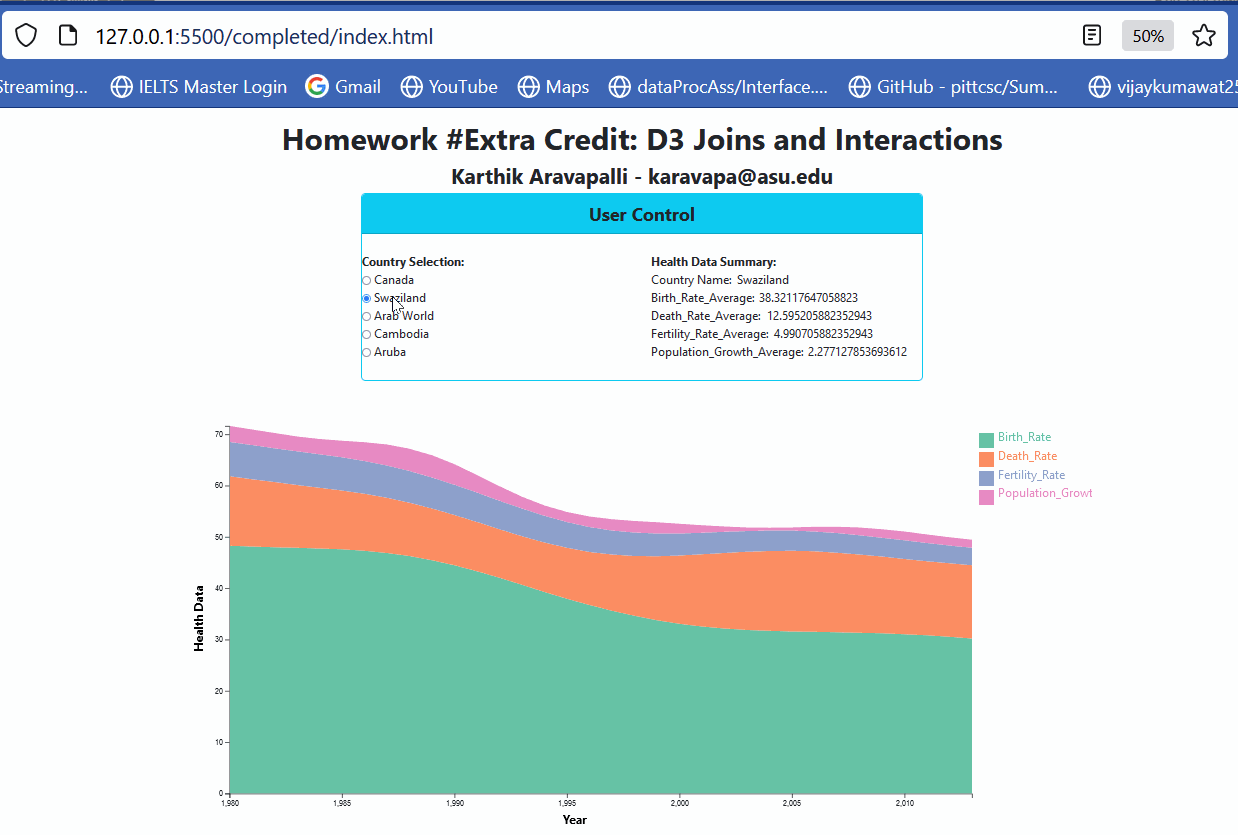 127.0.0.1:5500/completed/index.html 50%
Streaming... IELTS Master Login Gmail YouTube Maps dataProcAss/Interface.... GitHub - pittcsc/Sum... vijaykumawat25
Homework #Extra Credit: D3 Joins and Interactions
Karthik Aravapalli - karavapa@asu.edu
User Control
Country Selection:
Canada
Swaziland
Arab World
Cambodia
Aruba
Health Data Summary:
Country Name: Swaziland
Birth_Rate_Average: 38.32117647058823
Death_Rate_Average: 12.595205882352943
Fertility_Rate_Average: 4.990705882352943
Population_Growth_Average: 2.277127853693612
70
60
50
40
30
20
10
0
Health Data
1,980 1,985 1,990 1,995 2,000 2,005 2,010
Year
Birth_Rate
Death_Rate
Fertility_Rate
Population_Growt